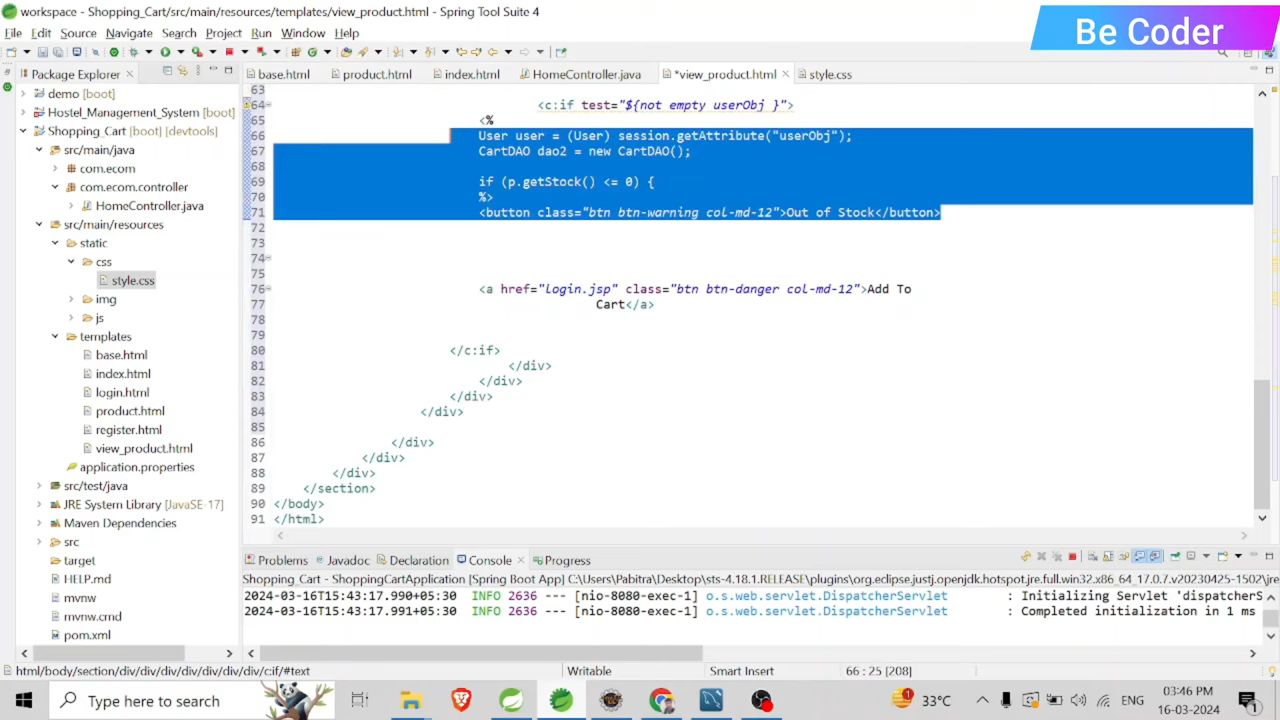 workspace - Shopping_Cart/src/main/resources/templates/view_product.html - Spring Tool Suite 4
Be Coder
File Edit Source Navigate Search Project Run Window Help
Package Explorer
base.html product.html index.html HomeController.java *view_product.html style.css
demo [boot]
Hostel_Management_System [boot]
Shopping_Cart [boot] [devtools]
src/main/java
com.ecom
com.ecom.controller
HomeController.java
src/main/resources
static
css
style.css
img
js
templates
base.html
index.html
login.html
product.html
register.html
view_product.html
application.properties
src/test/java
JRE System Library [JavaSE-17]
Maven Dependencies
src
target
HELP.md
mvnw
mvnw.cmd
pom.xml
63
64 <c:if test="${not empty userObj }">
65 <%
66 User user = (User) session.getAttribute("userObj");
67 CartDAO dao2 = new CartDAO();
68
69 if (p.getStock() <= 0) {
70 %>
71 <button class="btn btn-warning col-md-12">Out of Stock</button>
72
73
74
75
76 <a href="login.jsp" class="btn btn-danger col-md-12">Add To
77 Cart</a>
78
79
80 </c:if>
81 </div>
82 </div>
83 </div>
84 </div>
85
86 </div>
87 </div>
88 </div>
89 </section>
90 </body>
91 </html>
Problems Javadoc Declaration Console Progress
Shopping_Cart - ShoppingCartApplication [Spring Boot App] C:\Users\Pabitra\Desktop\sts-4.18.1.RELEASE\plugins\org.eclipse.justj.openjdk.hotspot.jre.full.win32.x86_64_17.0.7.v20230425-1502\jre
2024-03-16T15:43:17.990+05:30 INFO 2636 --- [nio-8080-exec-1] o.s.web.servlet.DispatcherServlet : Initializing Servlet 'dispatcherS
2024-03-16T15:43:17.991+05:30 INFO 2636 --- [nio-8080-exec-1] o.s.web.servlet.DispatcherServlet : Completed initialization in 1 ms
html/body/section/div/div/div/div/div/div/cif/#text Writable Smart Insert 66 : 25 [208]
Type here to search 33°C ENG 03:46 PM
16-03-2024